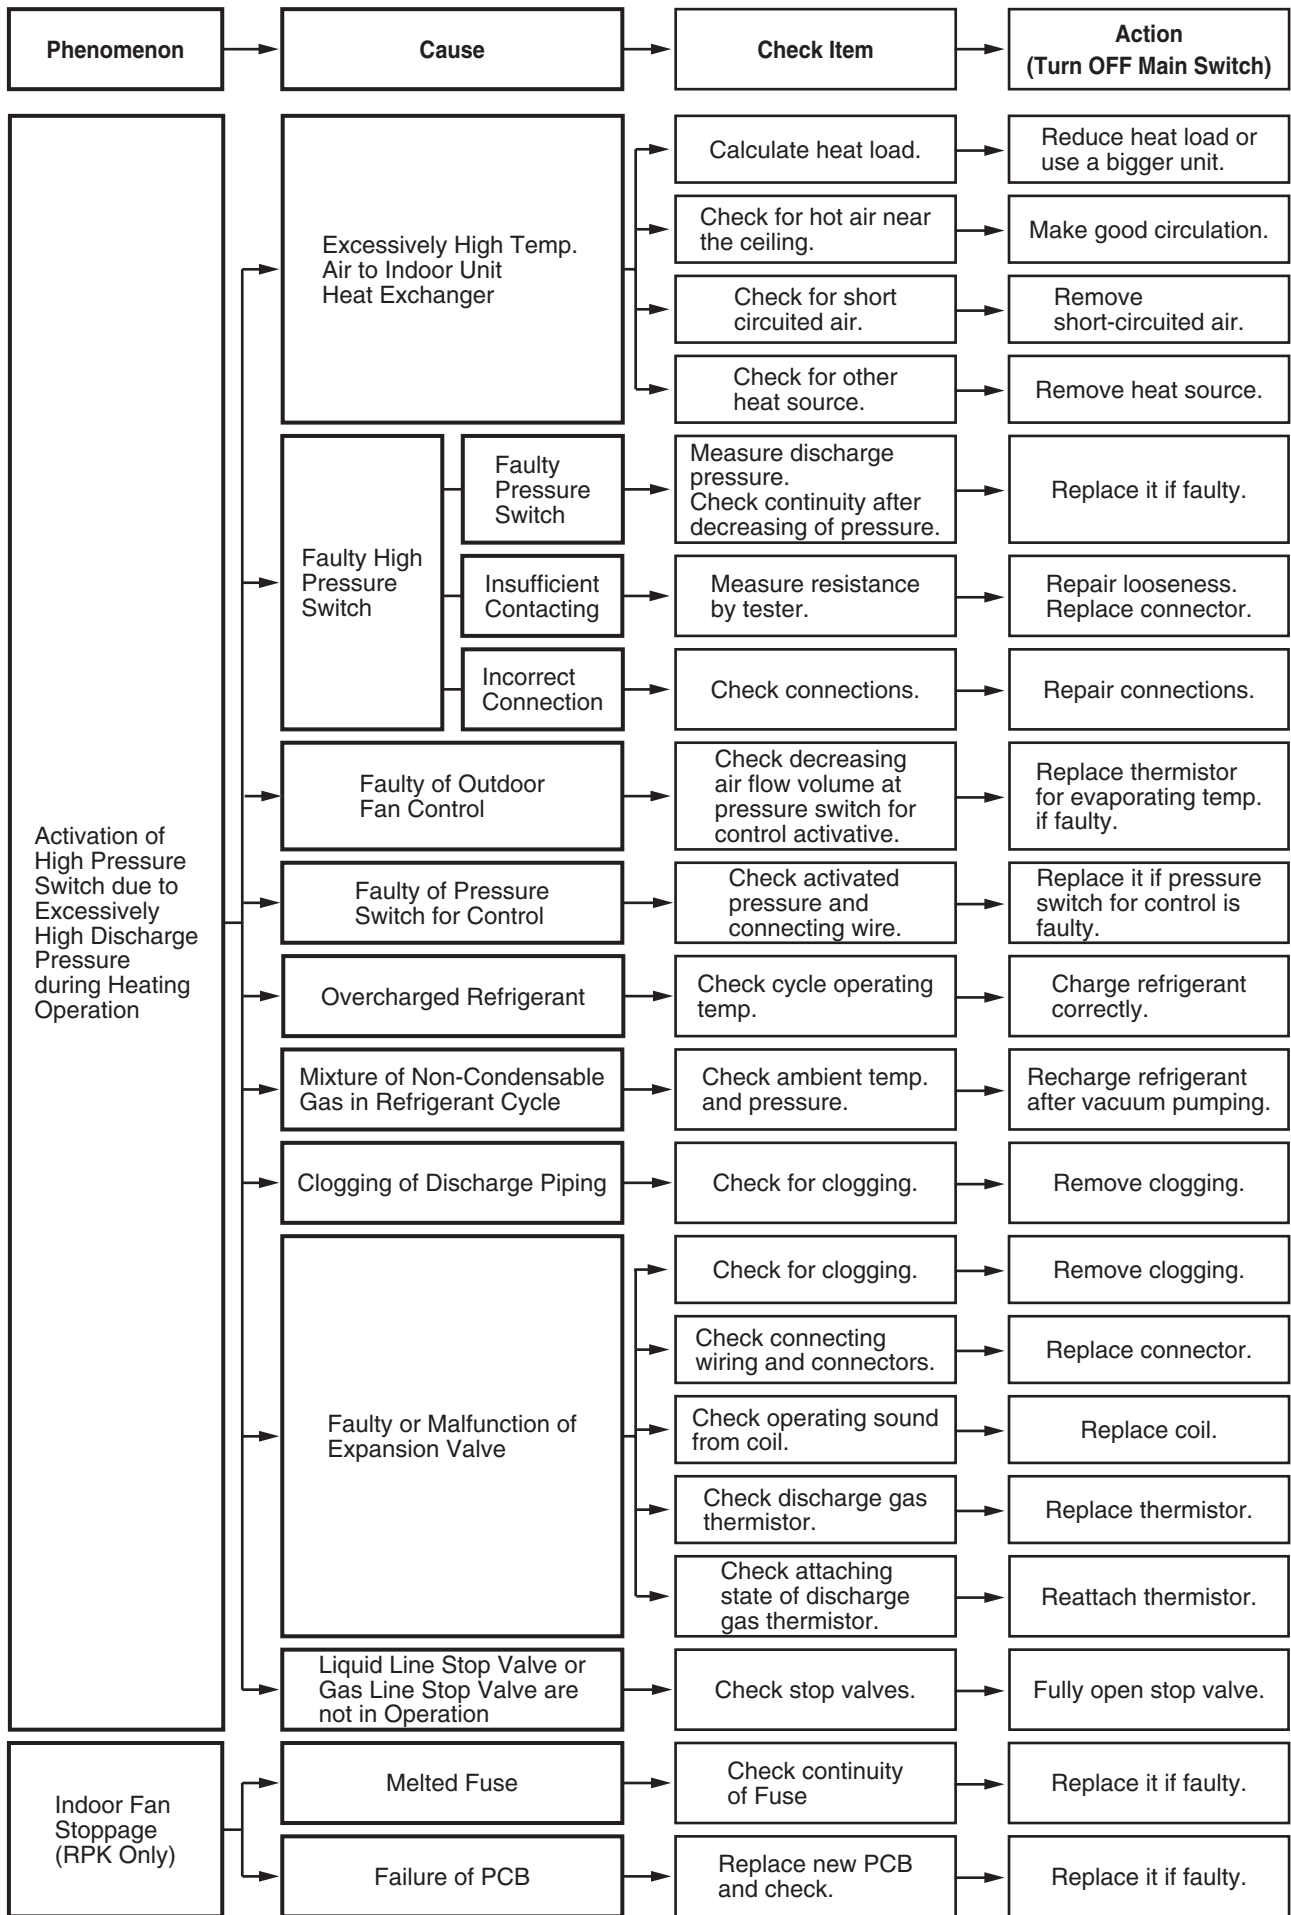 Phenomenon
Cause
Check Item
Action
(Turn OFF Main Switch)
Activation of
High Pressure
Switch due to
Excessively
High Discharge
Pressure
during Heating
Operation
Excessively High Temp.
Air to Indoor Unit
Heat Exchanger
Calculate heat load.
Reduce heat load or
use a bigger unit.
Check for hot air near
the ceiling.
Make good circulation.
Check for short
circuited air.
Remove
short-circuited air.
Check for other
heat source.
Remove heat source.
Faulty High
Pressure
Switch
Faulty
Pressure
Switch
Measure discharge
pressure.
Check continuity after
decreasing of pressure.
Replace it if faulty.
Insufficient
Contacting
Measure resistance
by tester.
Repair looseness.
Replace connector.
Incorrect
Connection
Check connections.
Repair connections.
Faulty of Outdoor
Fan Control
Check decreasing
air flow volume at
pressure switch for
control activative.
Replace thermistor
for evaporating temp.
if faulty.
Faulty of Pressure
Switch for Control
Check activated
pressure and
connecting wire.
Replace it if pressure
switch for control is
faulty.
Overcharged Refrigerant
Check cycle operating
temp.
Charge refrigerant
correctly.
Mixture of Non-Condensable
Gas in Refrigerant Cycle
Check ambient temp.
and pressure.
Recharge refrigerant
after vacuum pumping.
Clogging of Discharge Piping
Check for clogging.
Remove clogging.
Faulty or Malfunction of
Expansion Valve
Check for clogging.
Remove clogging.
Check connecting
wiring and connectors.
Replace connector.
Check operating sound
from coil.
Replace coil.
Check discharge gas
thermistor.
Replace thermistor.
Check attaching
state of discharge
gas thermistor.
Reattach thermistor.
Liquid Line Stop Valve or
Gas Line Stop Valve are
not in Operation
Check stop valves.
Fully open stop valve.
Indoor Fan
Stoppage
(RPK Only)
Melted Fuse
Check continuity
of Fuse
Replace it if faulty.
Failure of PCB
Replace new PCB
and check.
Replace it if faulty.